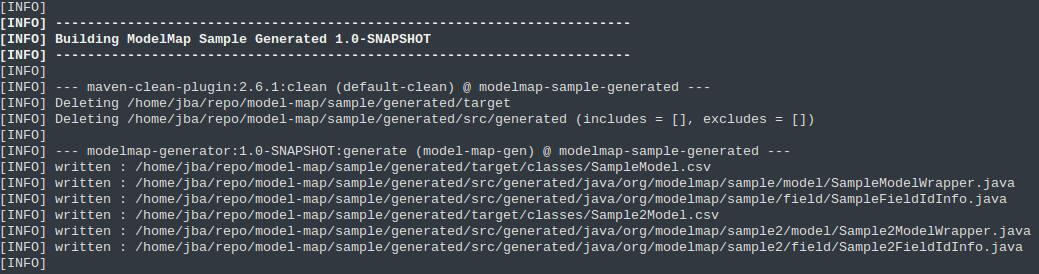 [INFO]
[INFO] ------------------------------------------------------------------------
[INFO] Building ModelMap Sample Generated 1.0-SNAPSHOT
[INFO] ------------------------------------------------------------------------
[INFO]
[INFO] --- maven-clean-plugin:2.6.1:clean (default-clean) @ modelmap-sample-generated ---
[INFO] Deleting /home/jba/repo/model-map/sample/generated/target
[INFO] Deleting /home/jba/repo/model-map/sample/generated/src/generated (includes = [], excludes = [])
[INFO]
[INFO] --- modelmap-generator:1.0-SNAPSHOT:generate (model-map-gen) @ modelmap-sample-generated ---
[INFO] written : /home/jba/repo/model-map/sample/generated/target/classes/SampleModel.csv
[INFO] written : /home/jba/repo/model-map/sample/generated/src/generated/java/org/modelmap/sample/model/SampleModelWrapper.java
[INFO] written : /home/jba/repo/model-map/sample/generated/src/generated/java/org/modelmap/sample/field/SampleFieldIdInfo.java
[INFO] written : /home/jba/repo/model-map/sample/generated/target/classes/Sample2Model.csv
[INFO] written : /home/jba/repo/model-map/sample/generated/src/generated/java/org/modelmap/sample2/model/Sample2ModelWrapper.java
[INFO] written : /home/jba/repo/model-map/sample/generated/src/generated/java/org/modelmap/sample2/field/Sample2FieldIdInfo.java
[INFO]